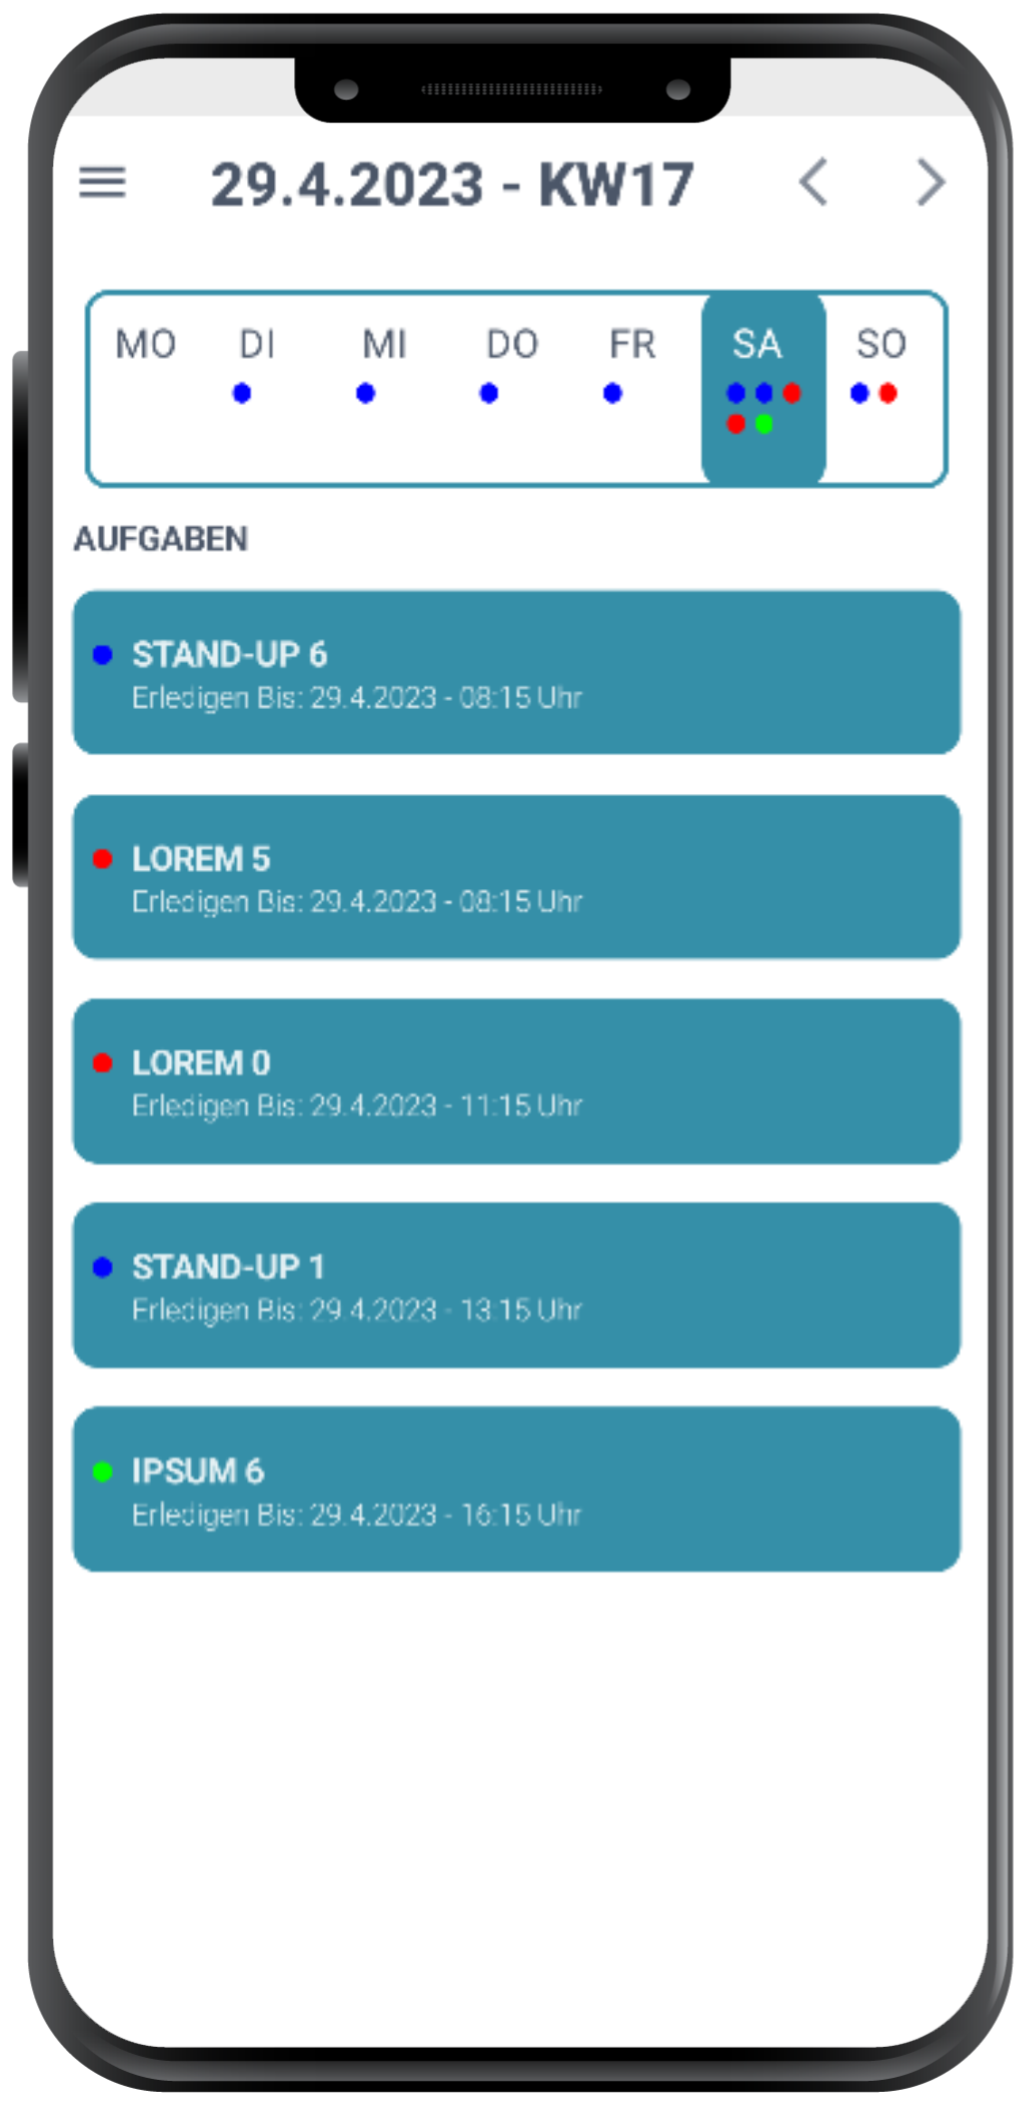 29.4.2023 - KW17
MO DI MI DO FR SA SO
AUFGABEN
STAND-UP 6
Erledigen Bis: 29.4.2023 - 08:15 Uhr
LOREM 5
Erledigen Bis: 29.4.2023 - 08:15 Uhr
LOREM 0
Erledigen Bis: 29.4.2023 - 11:15 Uhr
STAND-UP 1
Erledigen Bis: 29.4.2023 - 13:15 Uhr
IPSUM 6
Erledigen Bis: 29.4.2023 - 16:15 Uhr